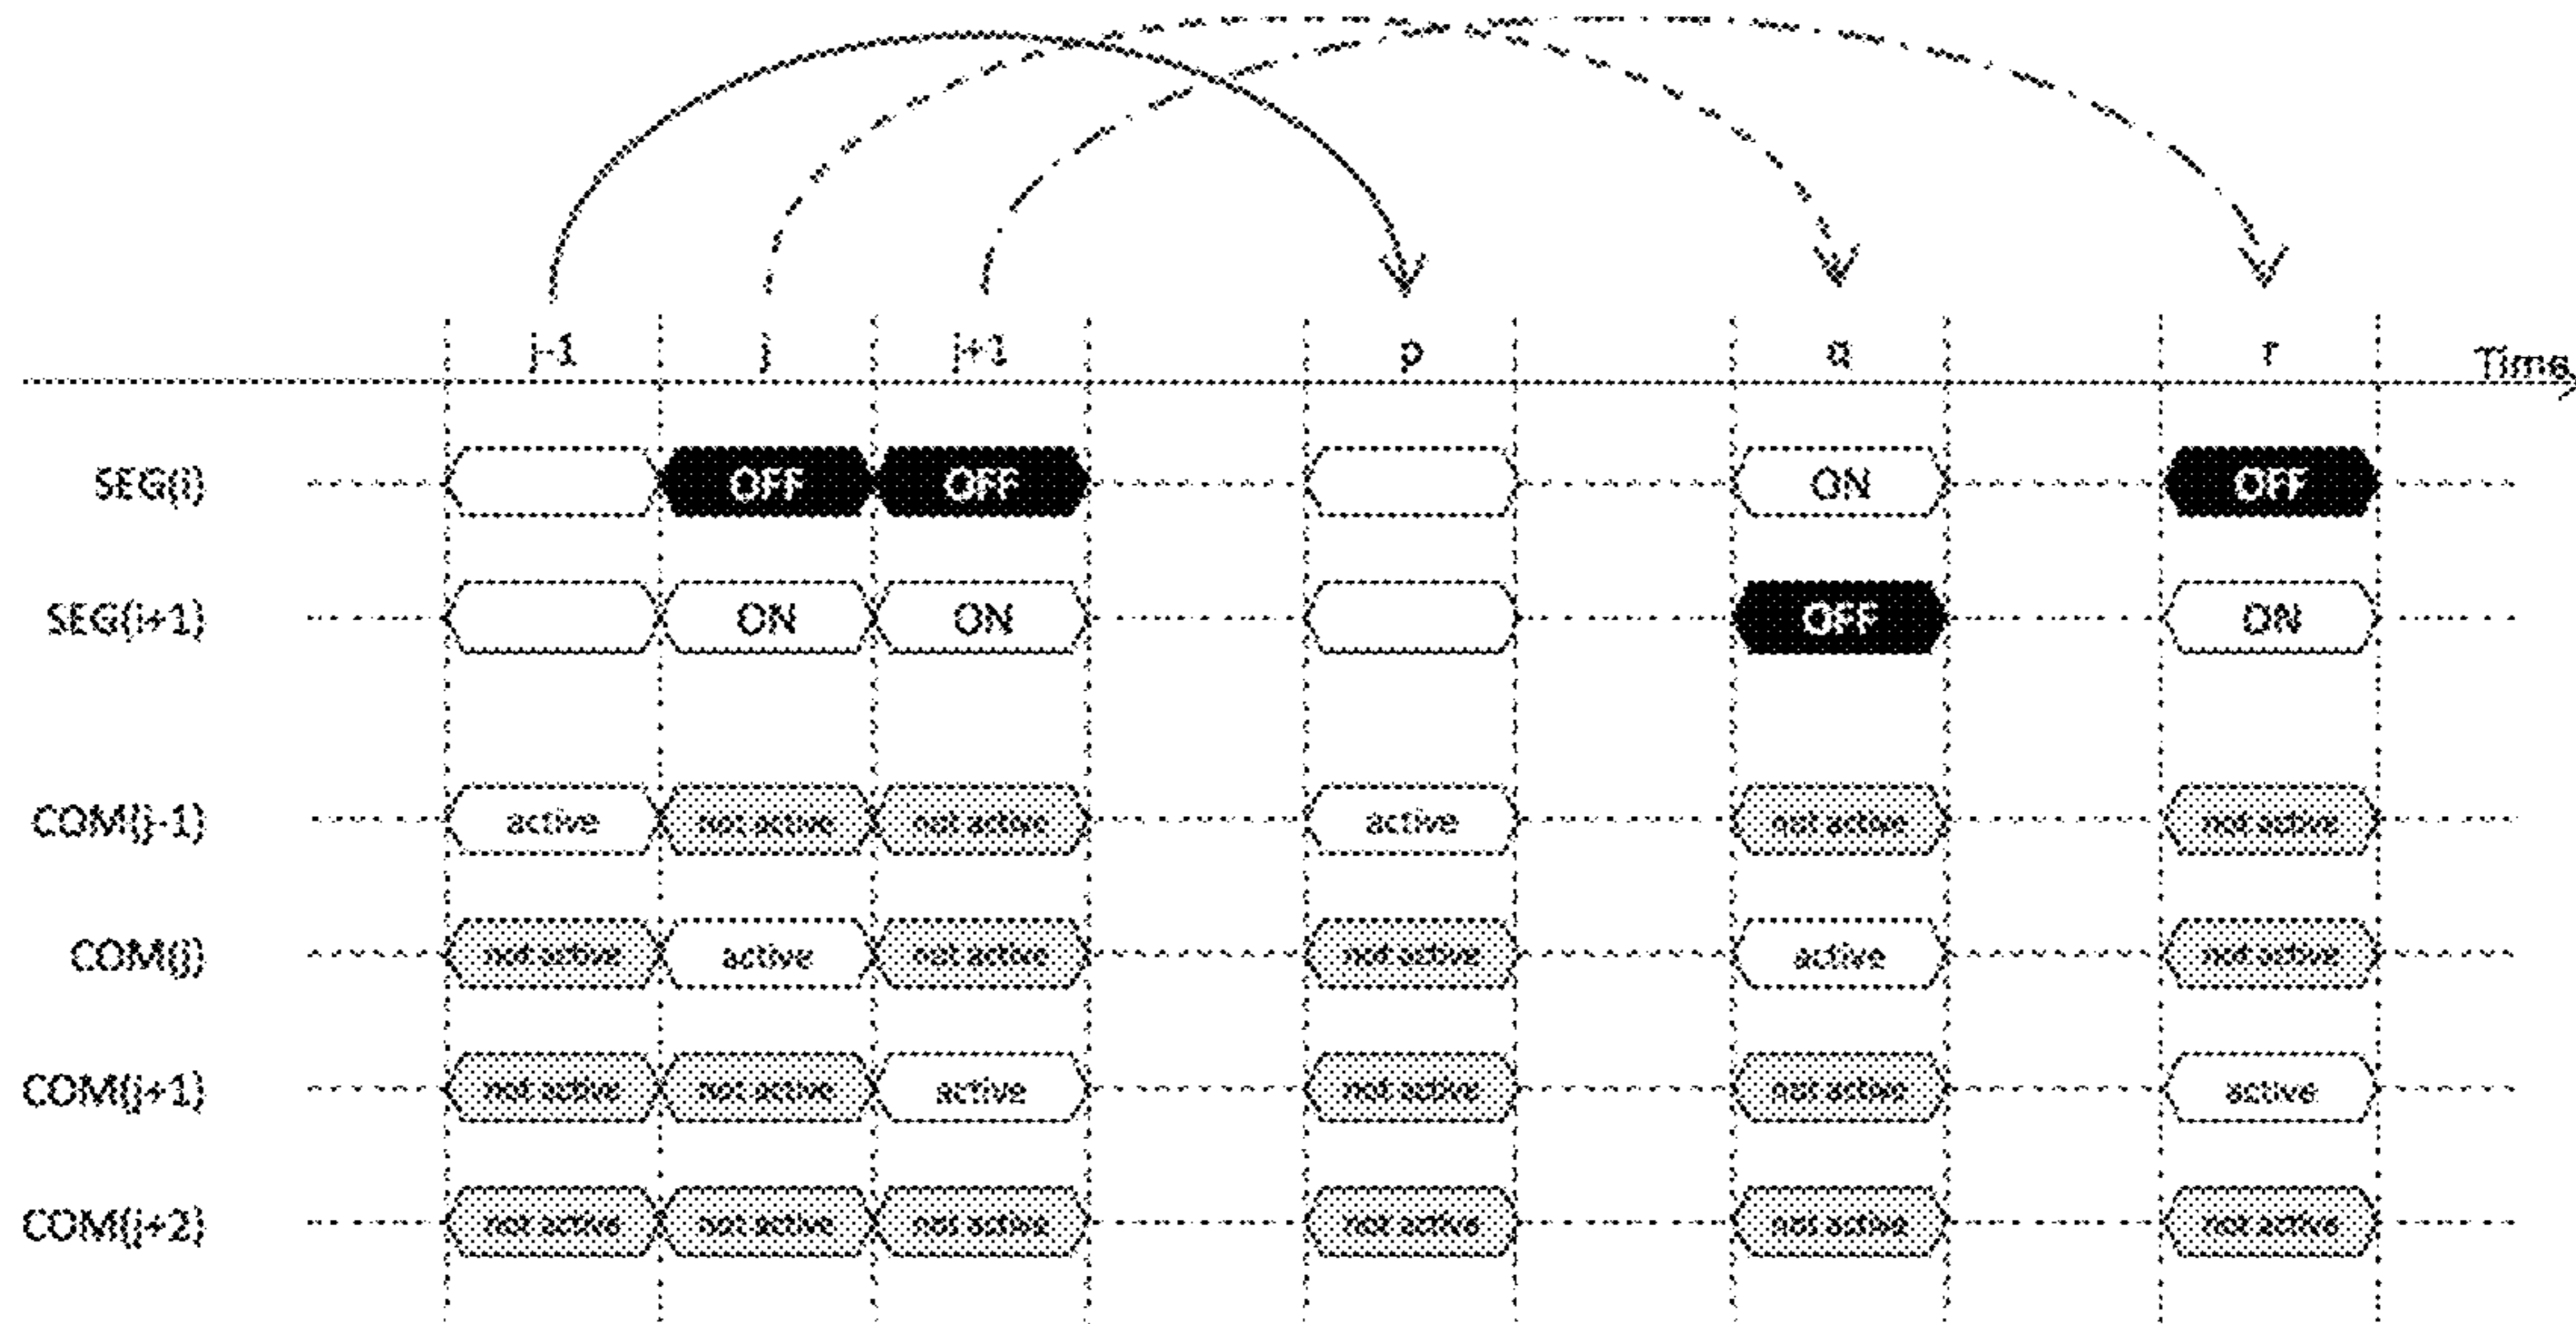 j-1 j j+1 p q r Time
SEG(i) OFF OFF ON OFF
SEG(i+1) ON ON OFF ON
COM(j-1) active not active not active active not active not active
COM(j) not active active not active not active active not active
COM(j+1) not active not active active not active not active active
COM(j+2) not active not active not active not active not active not active